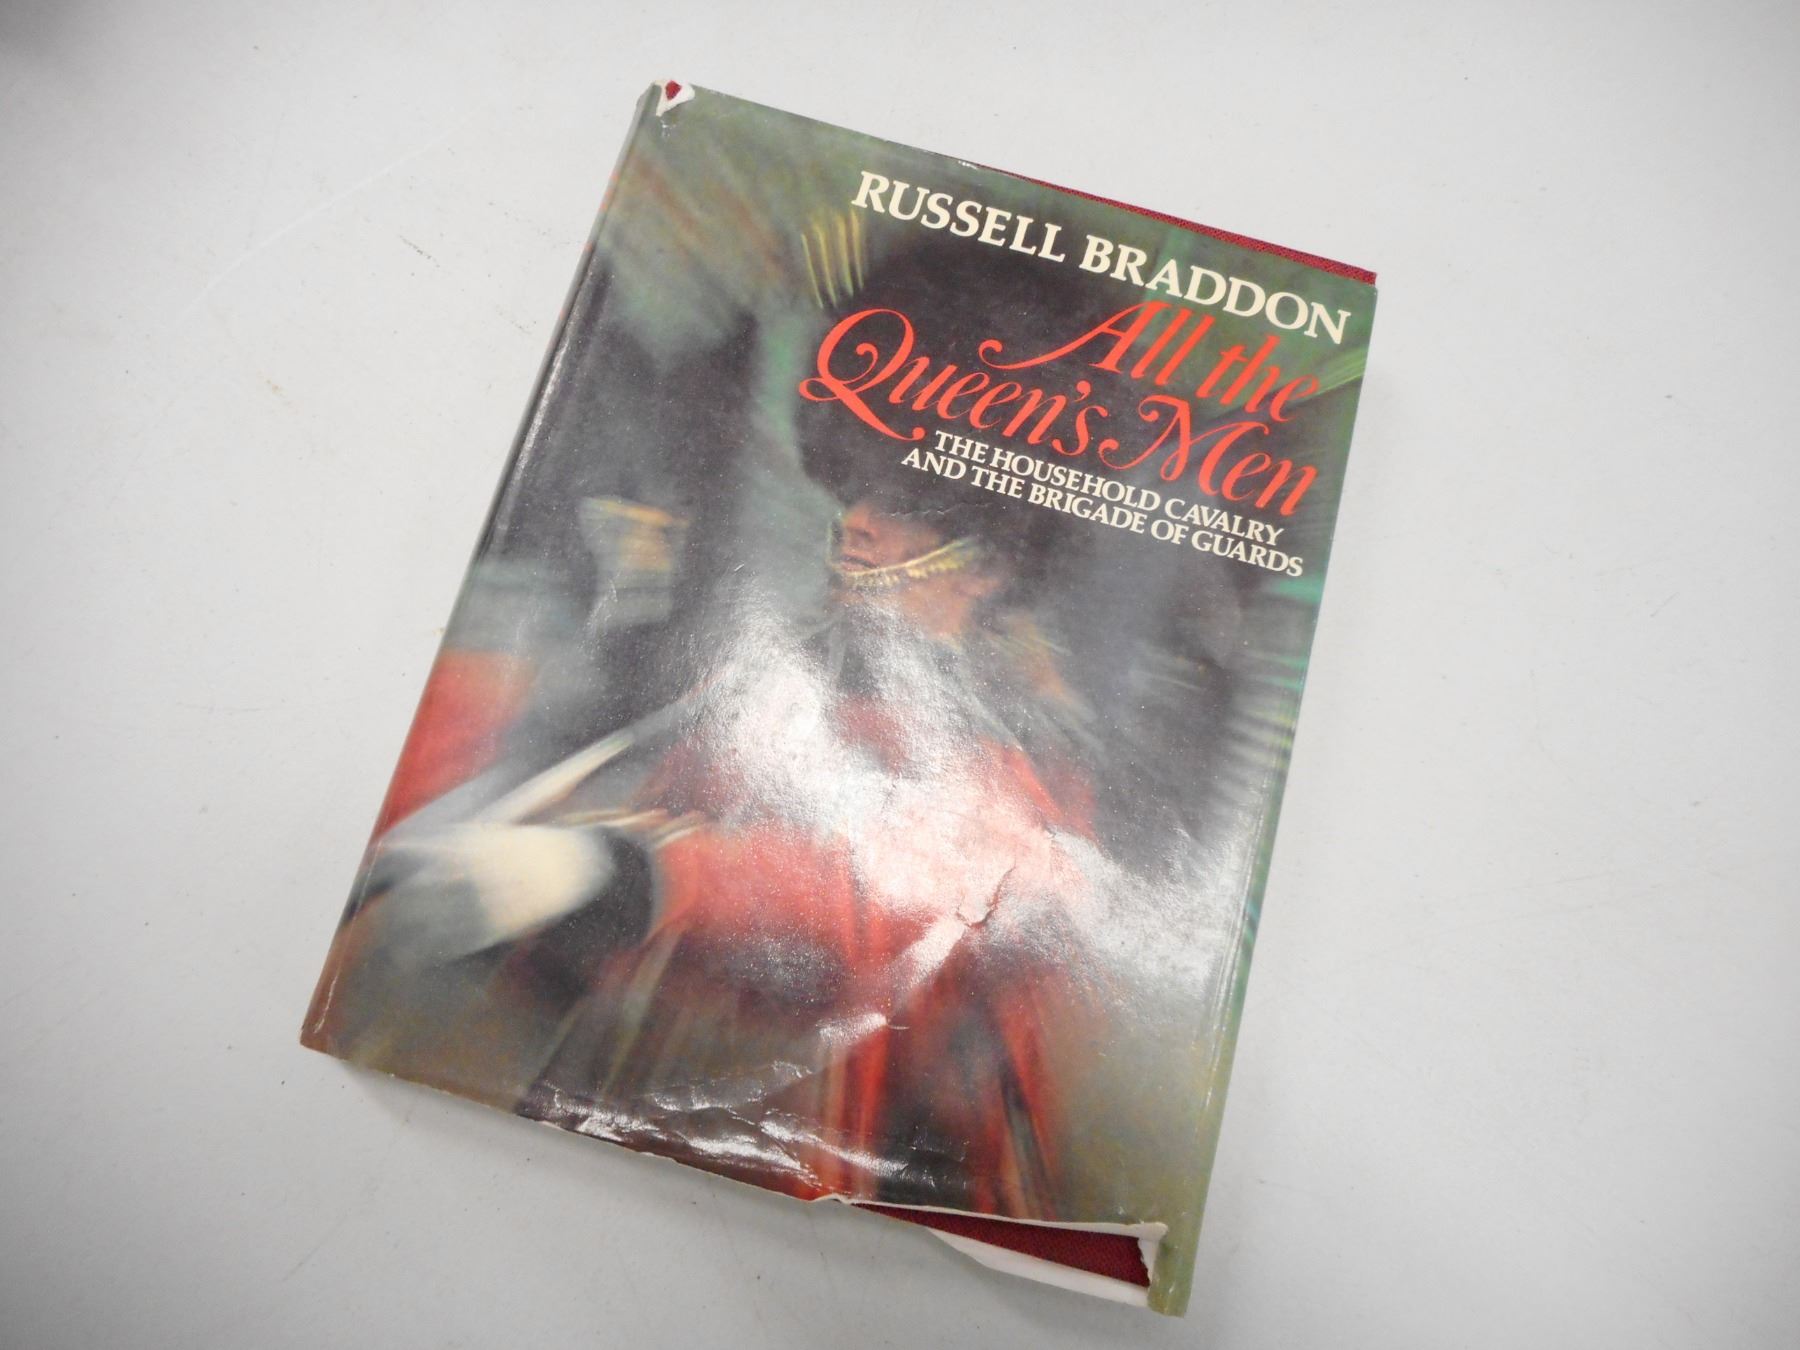 RUSSELL BRADDON
All the
Queen's Men
THE HOUSEHOLD CAVALRY
AND THE BRIGADE OF GUARDS